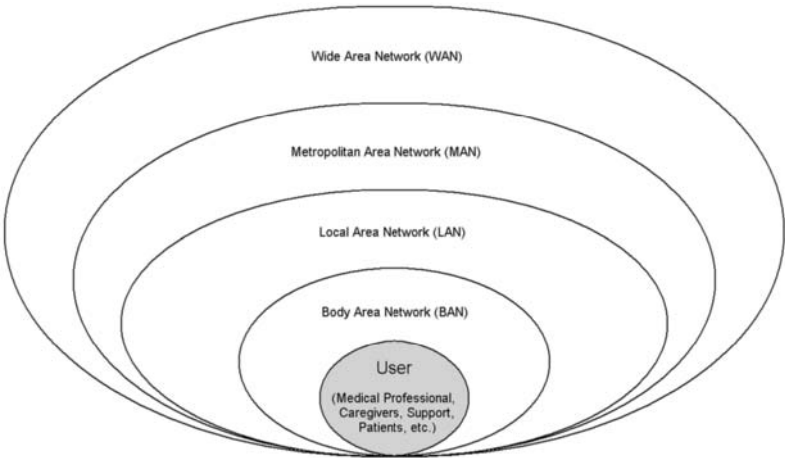 Wide Area Network (WAN)
Metropolitan Area Network (MAN)
Local Area Network (LAN)
Body Area Network (BAN)
User
(Medical Professional,
Caregivers, Support,
Patients, etc.)